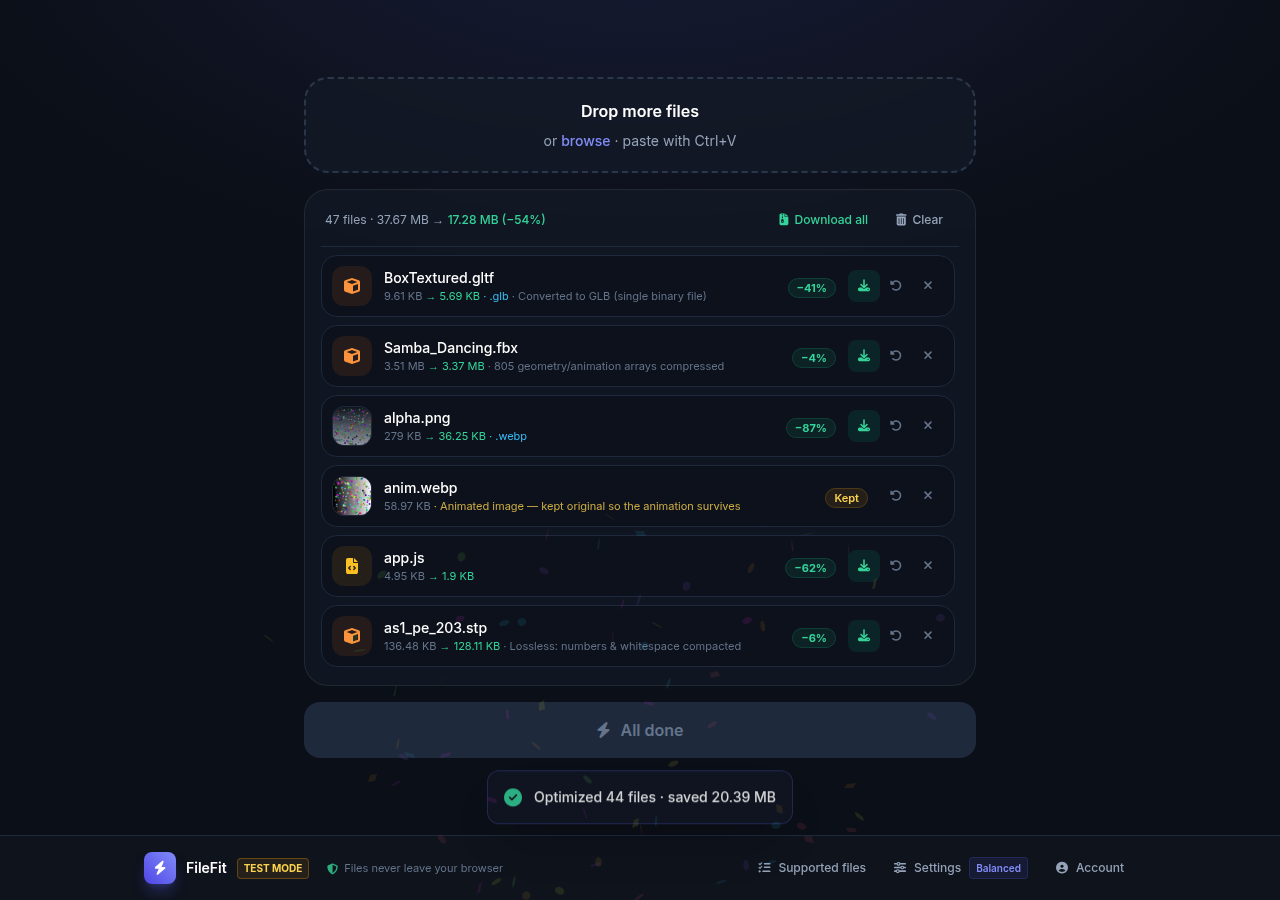 Drop more files
or browse · paste with Ctrl+V
47 files · 37.67 MB → 17.28 MB (−54%)
Download all
Clear
BoxTextured.gltf
9.61 KB → 5.69 KB · .glb · Converted to GLB (single binary file)
−41%
Samba_Dancing.fbx
3.51 MB → 3.37 MB · 805 geometry/animation arrays compressed
−4%
alpha.png
279 KB → 36.25 KB · .webp
−87%
anim.webp
58.97 KB · Animated image — kept original so the animation survives
Kept
app.js
4.95 KB → 1.9 KB
−62%
as1_pe_203.stp
136.48 KB → 128.11 KB · Lossless: numbers & whitespace compacted
−6%
All done
Optimized 44 files · saved 20.39 MB
FileFit
TEST MODE
Files never leave your browser
Supported files
Settings
Balanced
Account